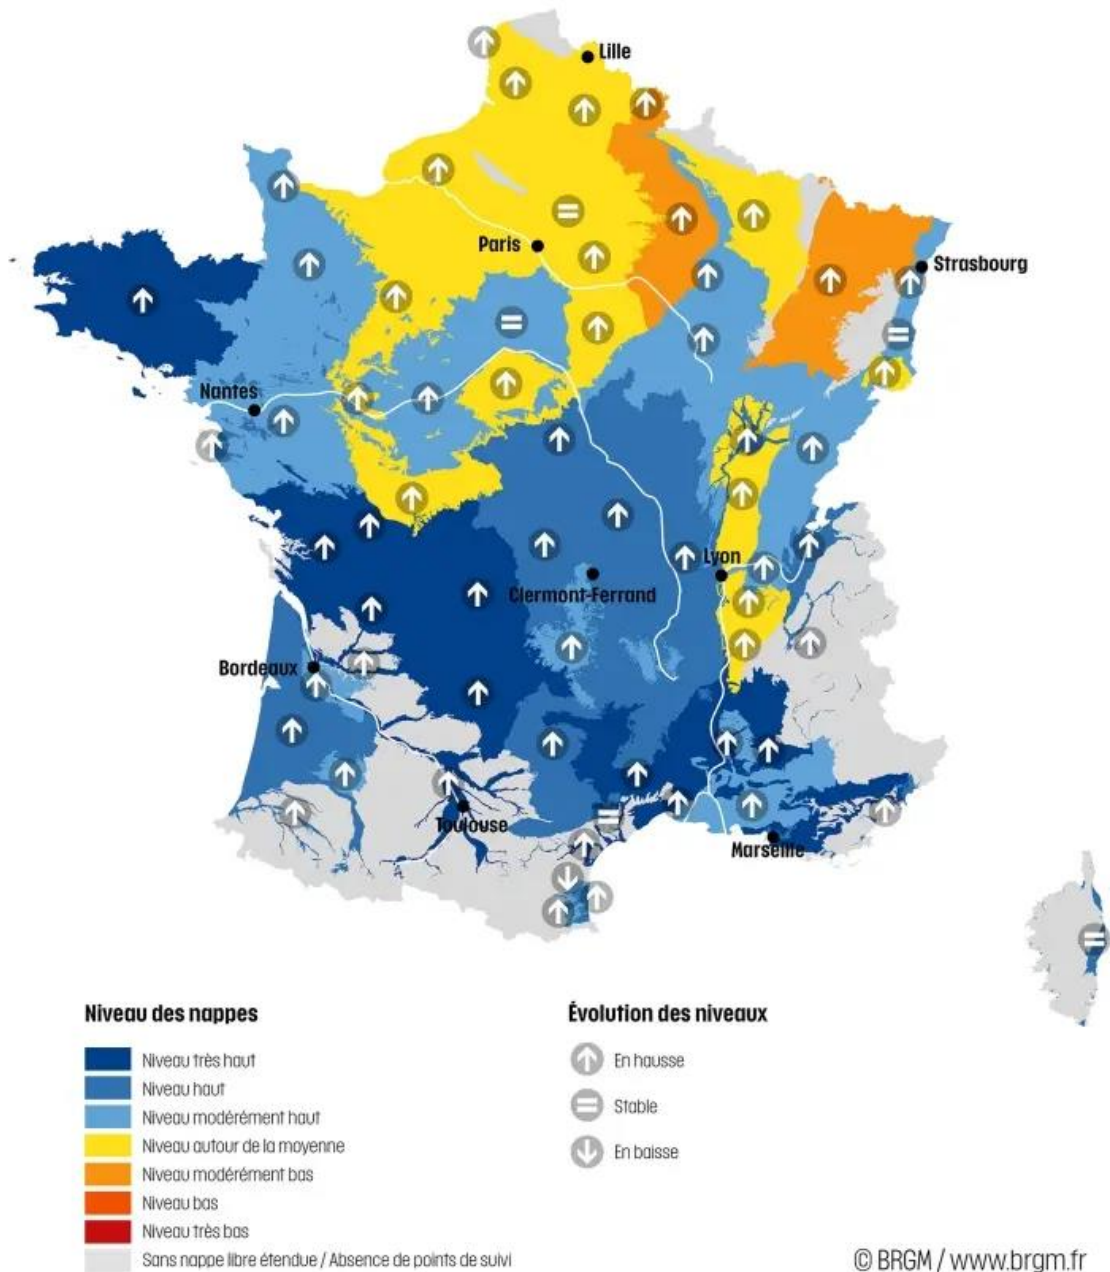 Lille
Paris
Strasbourg
Nantes
Lyon
Clermont-Ferrand
Bordeaux
Toulouse
Marseille
Niveau des nappes
Niveau très haut
Niveau haut
Niveau modérément haut
Niveau autour de la moyenne
Niveau modérément bas
Niveau bas
Niveau très bas
Sans nappe libre étendue / Absence de points de suivi
Évolution des niveaux
En hausse
Stable
En baisse
© BRGM / www.brgm.fr